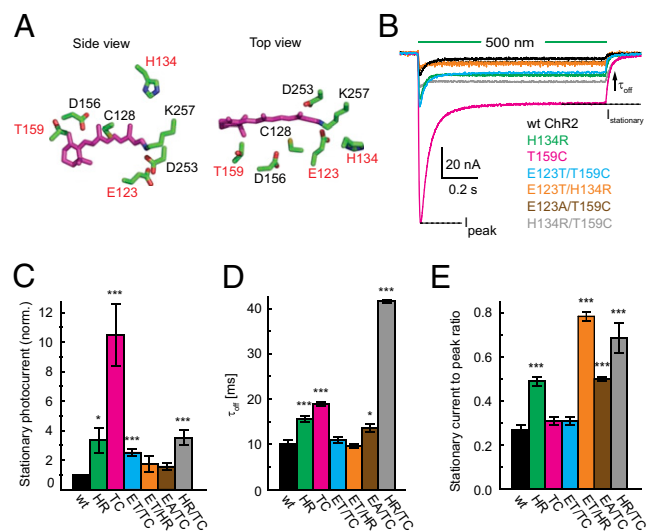 A
Side view
Top view
H134
D156
T159
C128
K257
D253
E123
D253
K257
C128
T159
D156
E123
H134
B
500 nm
τoff
Istationary
wt ChR2
H134R
T159C
E123T/T159C
E123T/H134R
E123A/T159C
H134R/T159C
20 nA
0.2 s
Ipeak
C
Stationary photocurrent (norm.)
12
10
8
6
4
2
0
*
***
***
***
wt
HR
TC
ET/TC
ET/HR
EA/TC
HR/TC
D
τoff [ms]
40
30
20
10
0
***
***
*
***
wt
HR
TC
ET/TC
ET/HR
EA/TC
HR/TC
E
Stationary current to peak ratio
0.8
0.6
0.4
0.2
0.0
***
***
***
***
wt
HR
TC
ET/TC
ET/HR
EA/TC
HR/TC